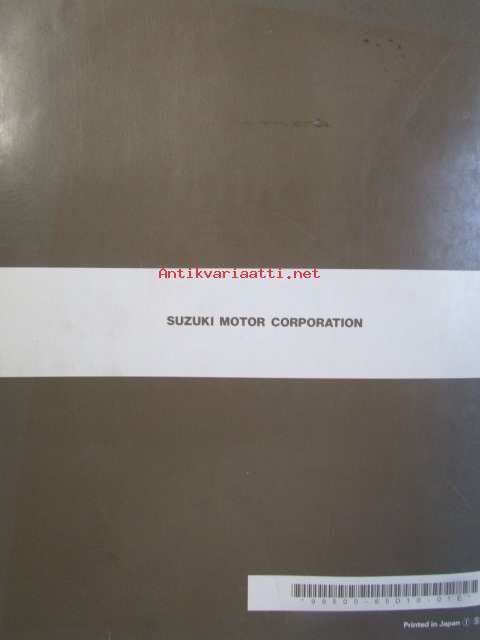 Antikvariaatti.net
SUZUKI MOTOR CORPORATION
Printed in Japan